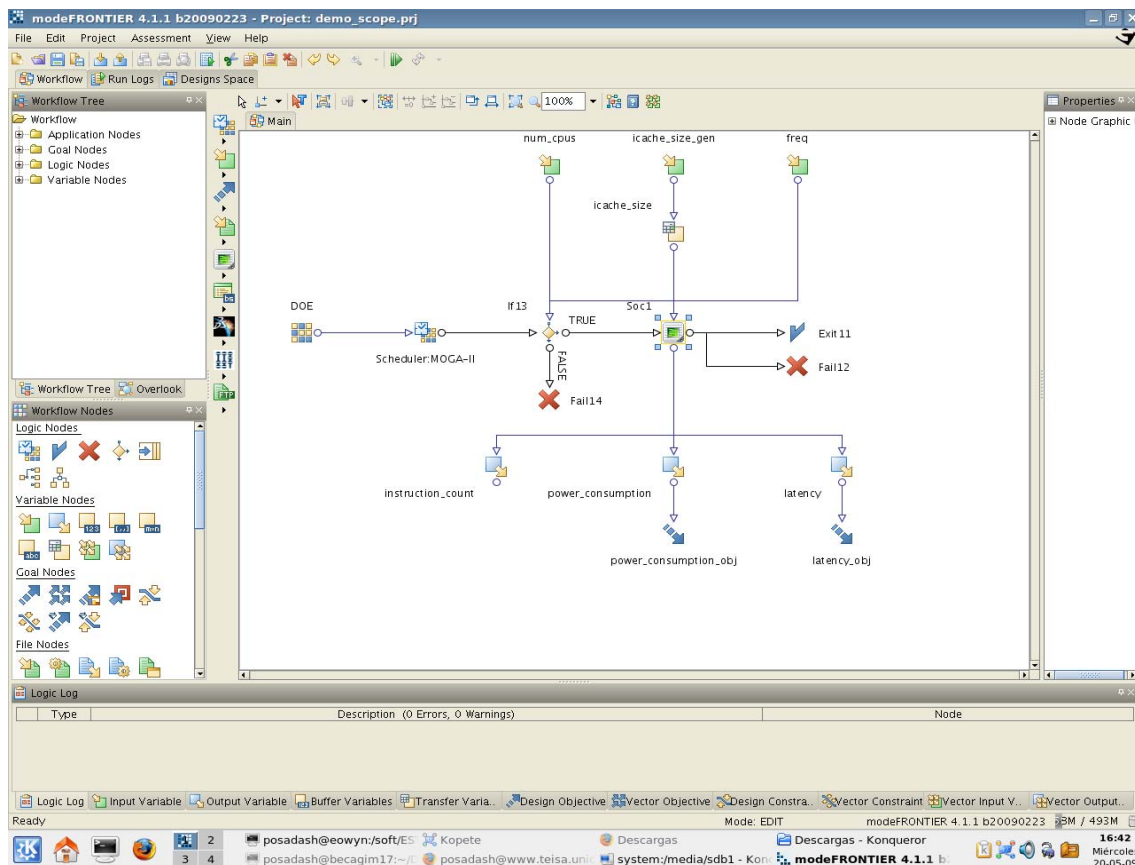 modeFRONTIER 4.1.1 b20090223 - Project: demo_scope.prj
File Edit Project Assessment View Help
Workflow Run Logs Designs Space
Workflow Tree
Workflow
Application Nodes
Goal Nodes
Logic Nodes
Variable Nodes
Workflow Tree Overlook
Workflow Nodes
Logic Nodes
Variable Nodes
Goal Nodes
File Nodes
100%
Main
Properties
Node Graphic
num_cpus icache_size_gen freq
icache_size
DOE If13 Soc1
TRUE
Exit11
Scheduler:MOGA-II
FALSE
Fail12
Fail14
instruction_count power_consumption latency
power_consumption_obj latency_obj
Logic Log
Type Description (0 Errors, 0 Warnings) Node
Logic Log Input Variable Output Variable Buffer Variables Transfer Varia.. Design Objective Vector Objective Design Constra.. Vector Constraint Vector Input V.. Vector Output..
Ready Mode: EDIT modeFRONTIER 4.1.1 b20090223 / 493M
2 posadash@eowyn:/soft/ES Kopete Descargas Descargas - Konqueror 16:42
Miércole
3 4 posadash@becagim17:~/ posadash@www.teisa.unic system:/media/sdb1 - Kon modeFRONTIER 4.1.1 b 20-05-09